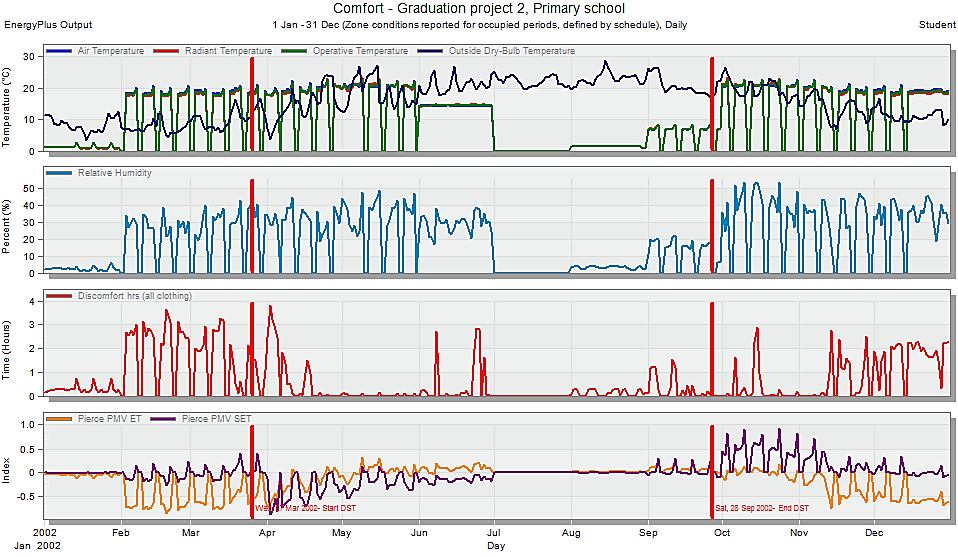 Comfort - Graduation project 2, Primary school
EnergyPlus Output
1 Jan - 31 Dec (Zone conditions reported for occupied periods, defined by schedule), Daily
Student
Air Temperature
Radiant Temperature
Operative Temperature
Outside Dry-Bulb Temperature
Temperature (°C)
30
20
10
0
Relative Humidity
Percent (%)
50
40
30
20
10
0
Discomfort hrs (all clothing)
Time (Hours)
4
3
2
1
0
Pierce PMV ET
Pierce PMV SET
Index
1.0
0.5
0
-0.5
Mar 2002- Start DST
Sat, 28 Sep 2002- End DST
2002
Feb
Mar
Apr
May
Jun
Jul
Aug
Sep
Oct
Nov
Dec
Jan 2002
Day